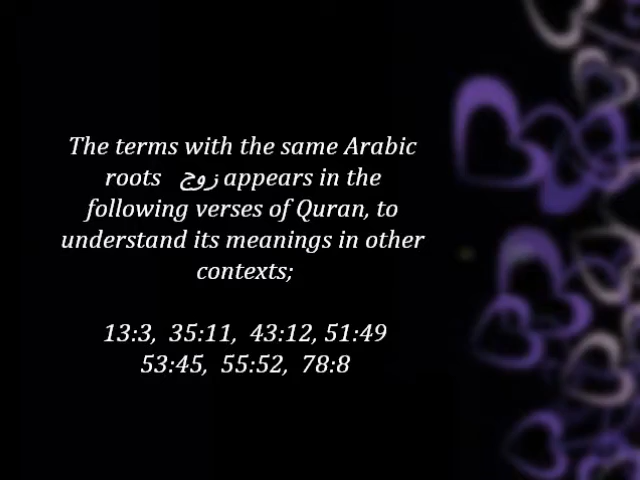 The terms with the same Arabic
roots زوج appears in the
following verses of Quran, to
understand its meanings in other
contexts;
13:3, 35:11, 43:12, 51:49
53:45, 55:52, 78:8